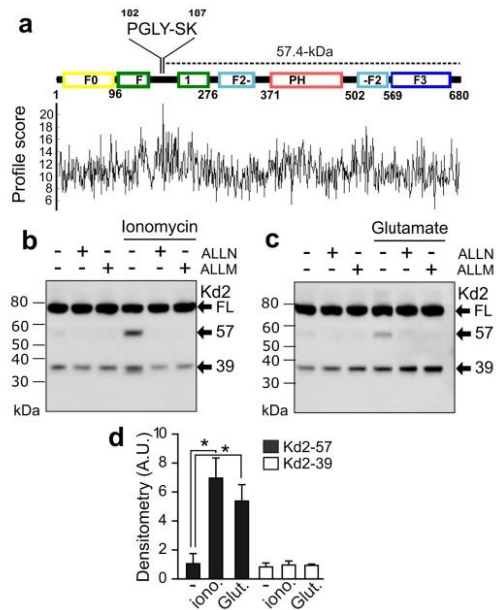 a
182 187
PGLY-SK
57.4-kDa
F0 F 1 F2- PH -F2 F3
1 96 276 371 502 569 680
Profile score
20
18
16
14
12
10
8
6
b
Ionomycin
- + - - + - ALLN
- - + - - + ALLM
Kd2
80 FL
60 57
50
40 39
30
kDa
c
Glutamate
- + - - + - ALLN
- - + - - + ALLM
Kd2
80 FL
60 57
50
40 39
30
kDa
d
Densitometry (A.U.)
10
8
6
4
2
0
* *
Kd2-57
Kd2-39
- iono. Glut. - iono. Glut.